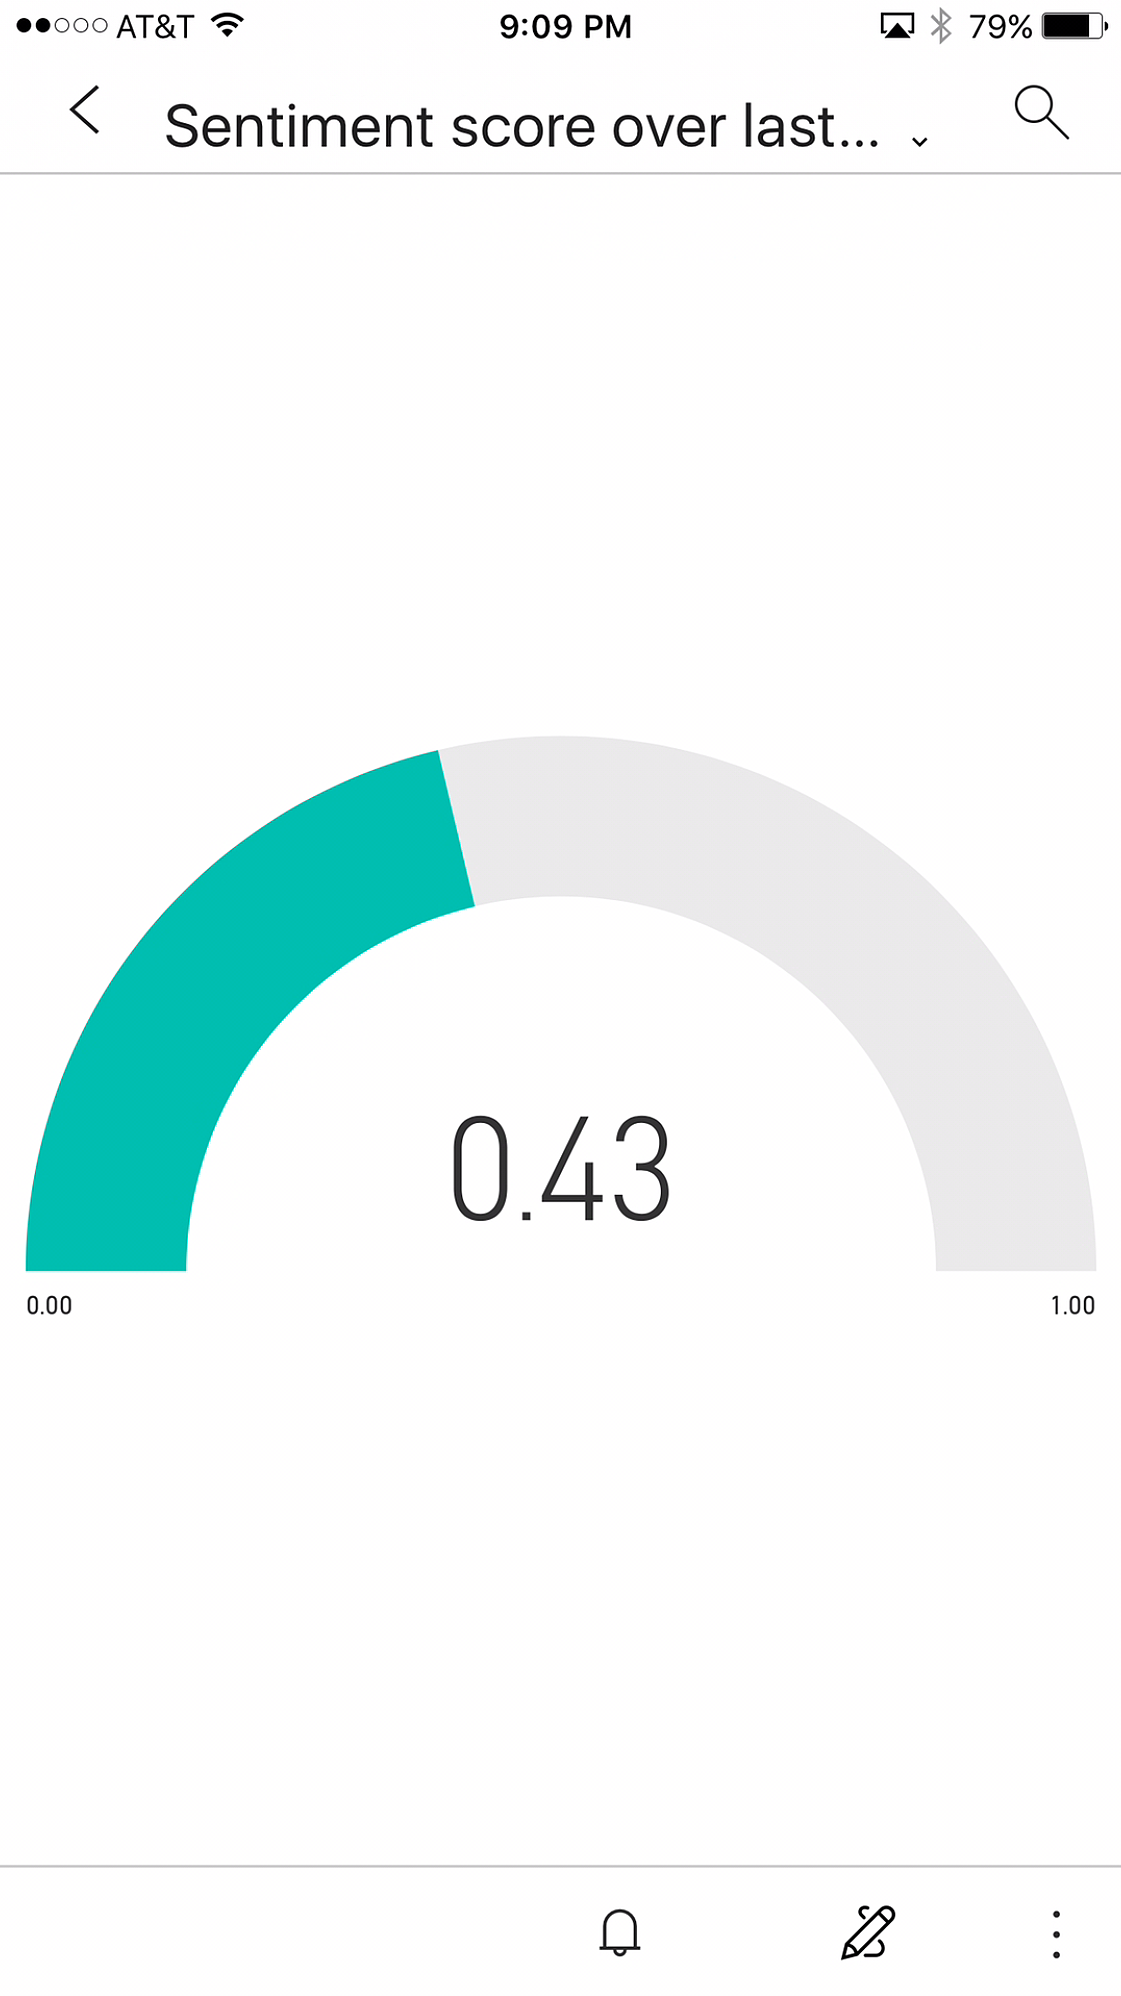 AT&T 9:09 PM 79%
Sentiment score over last...
0.43
0.00 1.00